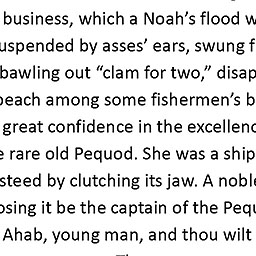 business, which a Noah's flood w
uspended by asses' ears, swung f
bawling out “clam for two,” disap
beach among some fishermen's b
great confidence in the excellenc
e rare old Pequod. She was a ship
steed by clutching its jaw. A noble
osing it be the captain of the Pequ
Ahab, young man, and thou wilt